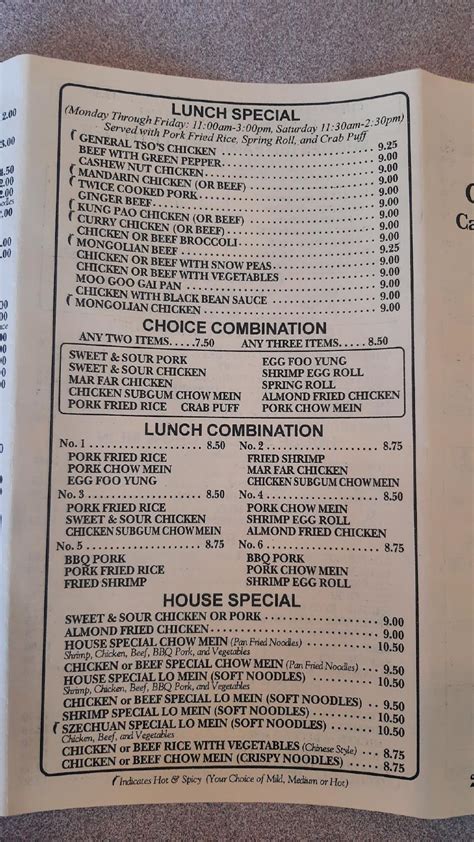 LUNCH SPECIAL
(Monday Through Friday: 11:00am-3:00pm, Saturday 11:30am-2:30pm)
Served with Pork Fried Rice, Spring Roll, and Crab Puff
GENERAL TSO'S CHICKEN 9.25
BEEF WITH GREEN PEPPER 9.00
CASHEW NUT CHICKEN 9.00
MANDARIN CHICKEN (OR BEEF) 9.00
TWICE COOKED PORK 9.00
GINGER BEEF 9.00
KUNG PAO CHICKEN (OR BEEF) 9.00
CURRY CHICKEN (OR BEEF) 9.00
CHICKEN OR BEEF BROCCOLI 9.00
MONGOLIAN BEEF 9.25
CHICKEN OR BEEF WITH SNOW PEAS 9.00
CHICKEN OR BEEF WITH VEGETABLES 9.00
MOO GOO GAI PAN 9.00
CHICKEN WITH BLACK BEAN SAUCE 9.00
MONGOLIAN CHICKEN 9.00
CHOICE COMBINATION
ANY TWO ITEMS....7.50 ANY THREE ITEMS.... 8.50
SWEET & SOUR PORK EGG FOO YUNG
SWEET & SOUR CHICKEN SHRIMP EGG ROLL
MAR FAR CHICKEN SPRING ROLL
CHICKEN SUBGUM CHOW MEIN ALMOND FRIED CHICKEN
PORK FRIED RICE CRAB PUFF PORK CHOW MEIN
LUNCH COMBINATION
No. 1 8.50 No. 2 8.75
PORK FRIED RICE FRIED SHRIMP
PORK CHOW MEIN MAR FAR CHICKEN
EGG FOO YUNG CHICKEN SUBGUM CHOW MEIN
No. 3 8.50 No. 4 8.50
PORK FRIED RICE PORK CHOW MEIN
SWEET & SOUR CHICKEN SHRIMP EGG ROLL
CHICKEN SUBGUM CHOW MEIN ALMOND FRIED CHICKEN
No. 5 8.75 No. 6 8.75
BBQ PORK BBQ PORK
PORK FRIED RICE PORK CHOW MEIN
FRIED SHRIMP SHRIMP EGG ROLL
HOUSE SPECIAL
SWEET & SOUR CHICKEN OR PORK 9.00
ALMOND FRIED CHICKEN 9.00
HOUSE SPECIAL CHOW MEIN (Pan Fried Noodles) 10.50
Shrimp, Chicken, Beef, BBQ Pork, and Vegetables
CHICKEN or BEEF SPECIAL CHOW MEIN (Pan Fried Noodles) 9.50
HOUSE SPECIAL LO MEIN (SOFT NOODLES) 10.50
Shrimp, Chicken, Beef, BBQ Pork, and Vegetables
CHICKEN or BEEF SPECIAL LO MEIN (SOFT NOODLES) 9.50
SHRIMP SPECIAL LO MEIN (SOFT NOODLES) 10.50
SZECHUAN SPECIAL LO MEIN (SOFT NOODLES) 10.50
Chicken, Beef, and Vegetables
CHICKEN or BEEF RICE WITH VEGETABLES (Chinese Style) 8.75
CHICKEN or BEEF CHOW MEIN (CRISPY NOODLES) 8.75
Indicates Hot & Spicy (Your Choice of Mild, Medium or Hot)